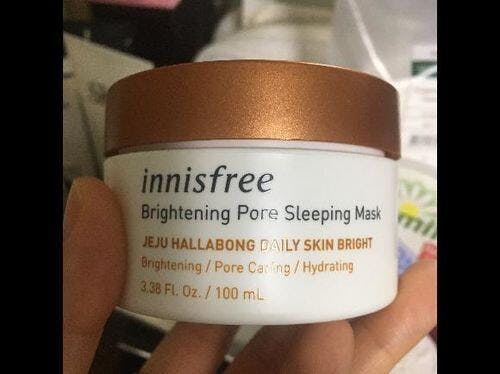 innisfree
Brightening Pore Sleeping Mask
JEJU HALLABONG DAILY SKIN BRIGHT
Brightening / Pore Caring / Hydrating
3.38 Fl. Oz. / 100 mL